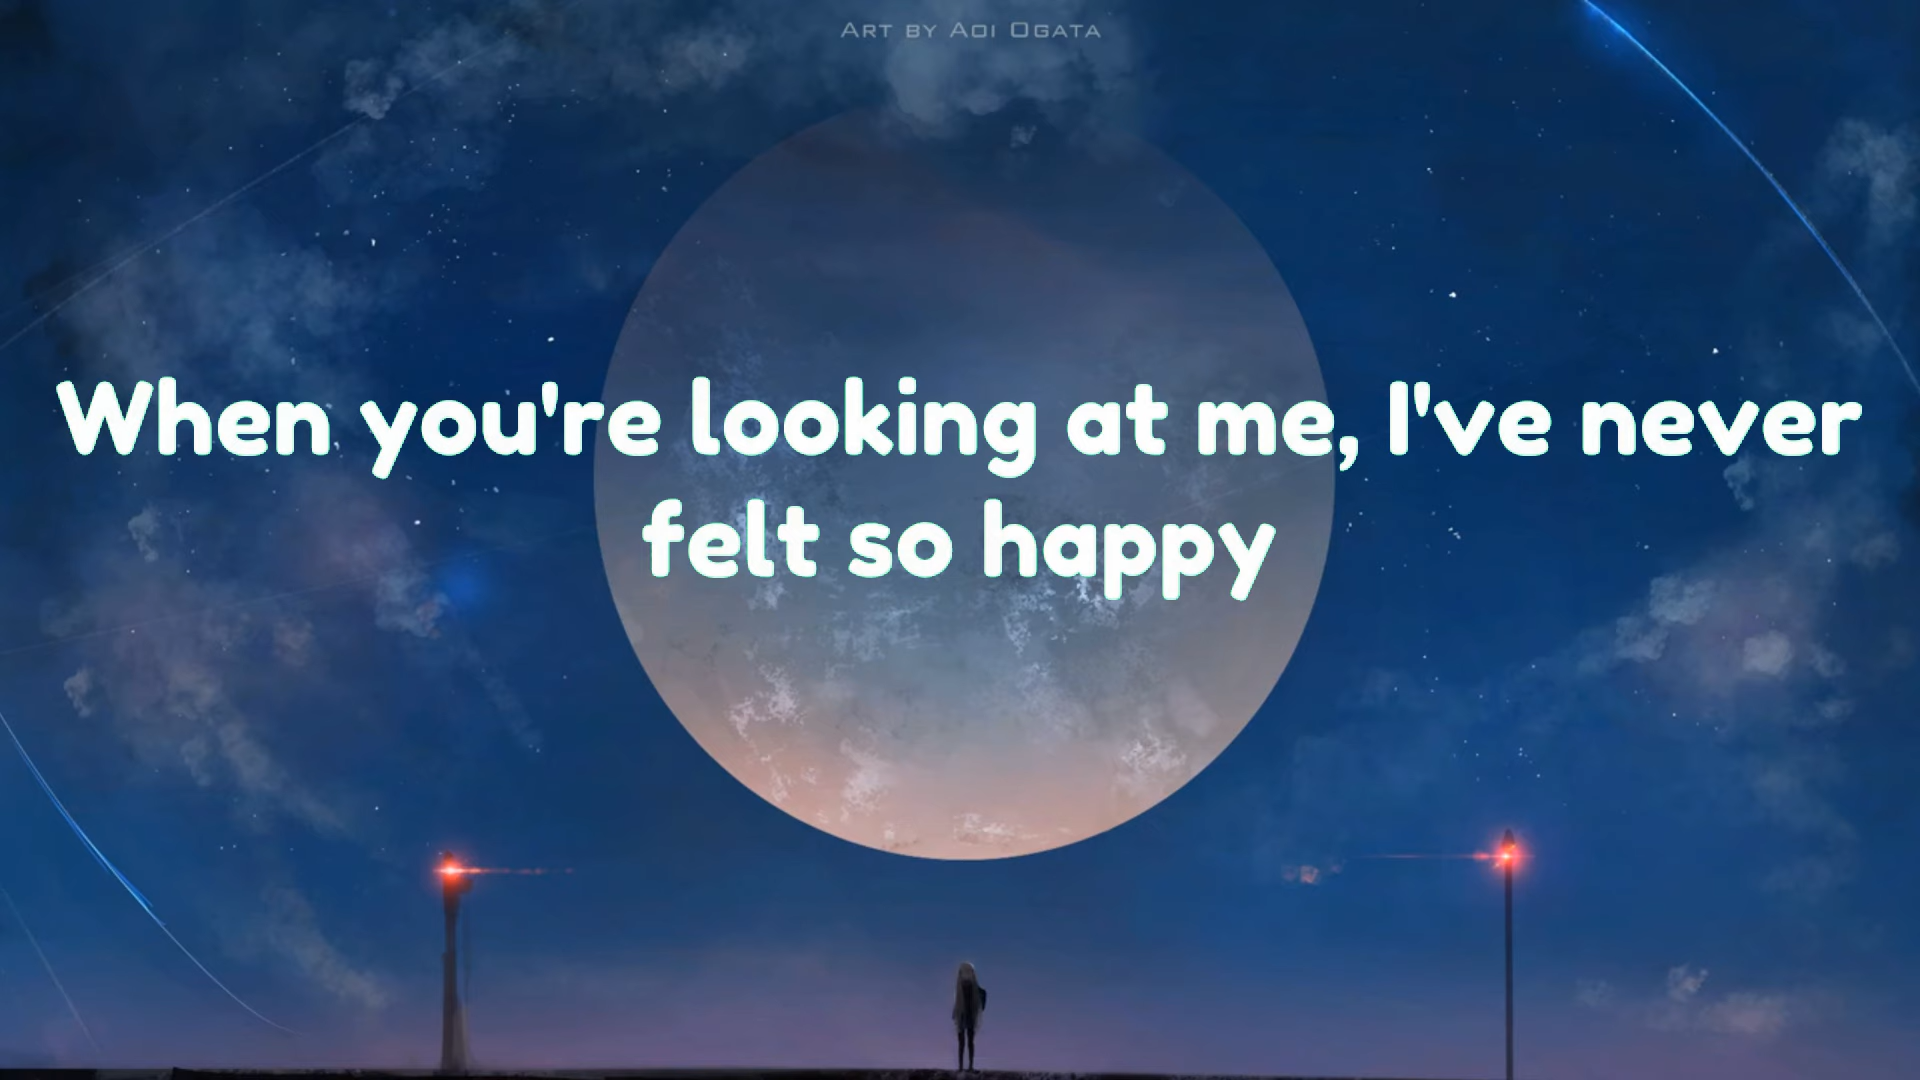 Art by Aoi Ogata
When you're looking at me, I've never
felt so happy